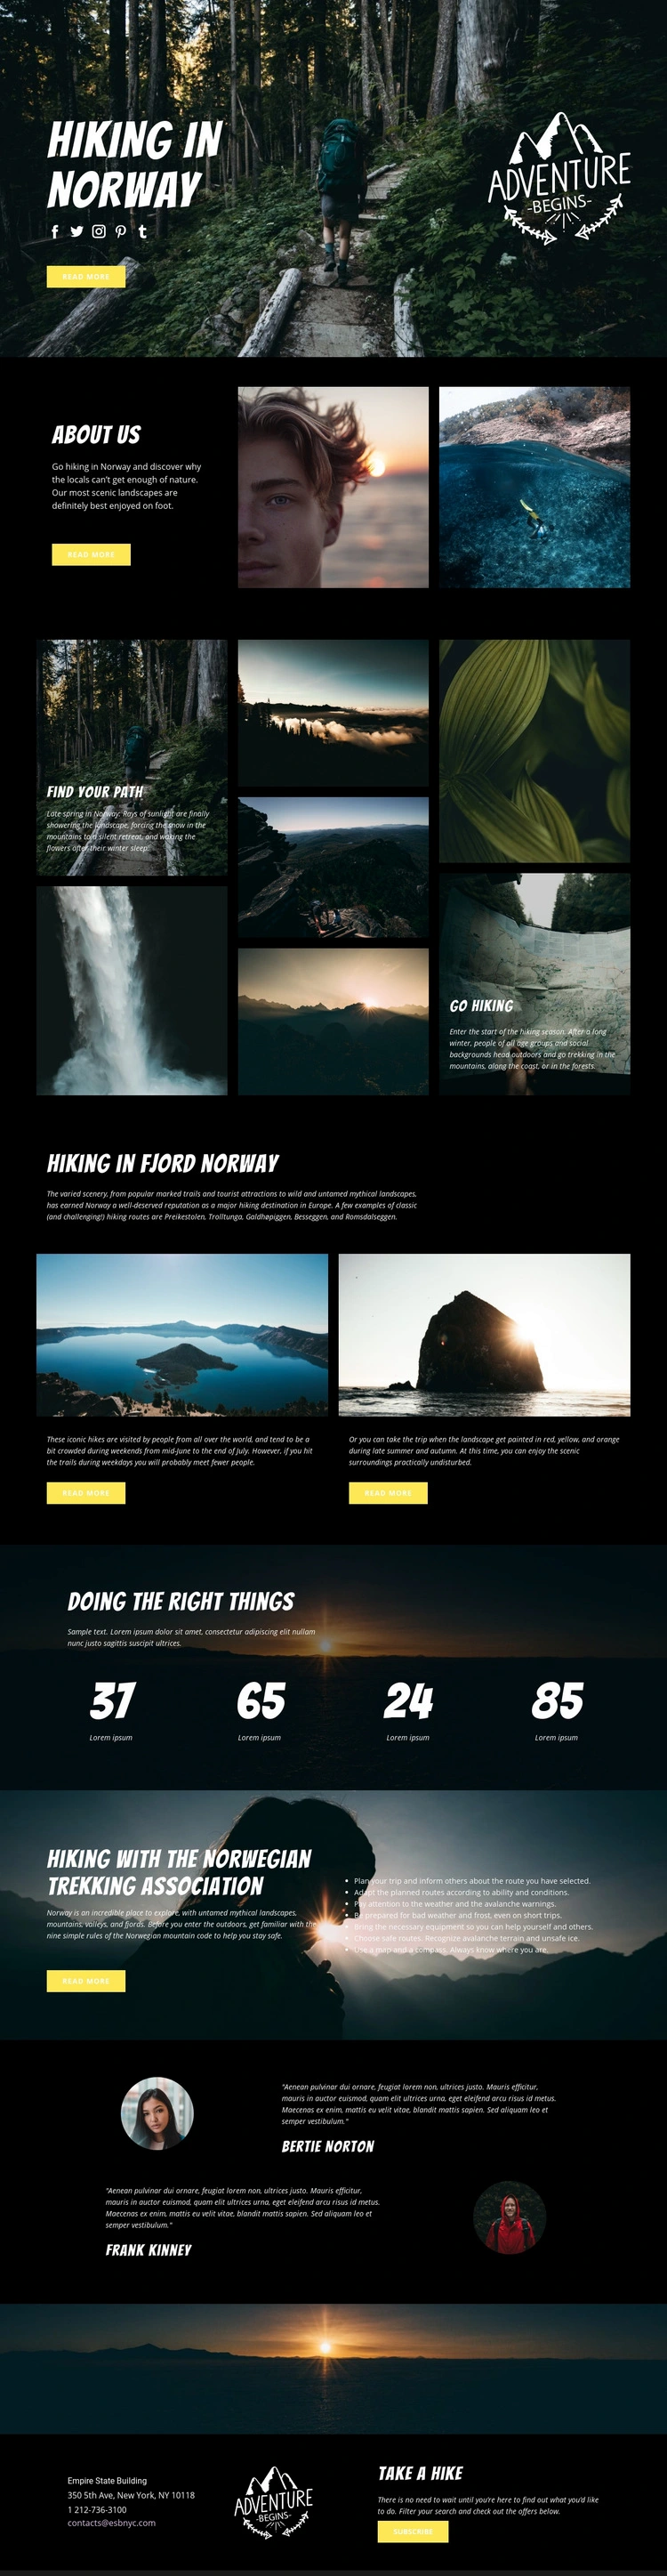 HIKING IN
NORWAY
READ MORE
ADVENTURE
-BEGINS-
ABOUT US
Go hiking in Norway and discover why
the locals can't get enough of nature.
Our most scenic landscapes are
definitely best enjoyed on foot.
READ MORE
FIND YOUR PATH
Late spring in Norway: Rays of sunlight are finally
showering the landscape, forcing the snow in the
mountains to a silent retreat, and waking the
flowers after their winter sleep.
GO HIKING
Enter the start of the hiking season. After a long
winter, people of all age groups and social
backgrounds head outdoors and go trekking in the
mountains, along the coast, or in the forests.
HIKING IN FJORD NORWAY
The varied scenery, from popular marked trails and tourist attractions to wild and untamed mythical landscapes,
has earned Norway a well-deserved reputation as a major hiking destination in Europe. A few examples of classic
(and challenging!) hiking routes are Preikestolen, Trolltunga, Galdhøpiggen, Besseggen, and Romsdalseggen.
These iconic hikes are visited by people from all over the world, and tend to be a
bit crowded during weekends from mid-June to the end of July. However, if you hit
the trails during weekdays you will probably meet fewer people.
READ MORE
Or you can take the trip when the landscape get painted in red, yellow, and orange
during late summer and autumn. At this time, you can enjoy the scenic
surroundings practically undisturbed.
READ MORE
DOING THE RIGHT THINGS
Sample text. Lorem ipsum dolor sit amet, consectetur adipiscing elit nullam
nunc justo sagittis suscipit ultrices.
37
Lorem ipsum
65
Lorem ipsum
24
Lorem ipsum
85
Lorem ipsum
HIKING WITH THE NORWEGIAN
TREKKING ASSOCIATION
Norway is an incredible place to explore, with untamed mythical landscapes,
mountains, valleys, and fjords. Before you enter the outdoors, get familiar with the
nine simple rules of the Norwegian mountain code to help you stay safe.
READ MORE
Plan your trip and inform others about the route you have selected.
Adapt the planned routes according to ability and conditions.
Pay attention to the weather and the avalanche warnings.
Be prepared for bad weather and frost, even on short trips.
Bring the necessary equipment so you can help yourself and others.
Choose safe routes. Recognize avalanche terrain and unsafe ice.
Use a map and a compass. Always know where you are.
"Aenean pulvinar dui ornare, feugiat lorem non, ultrices justo. Mauris efficitur,
mauris in auctor euismod, quam elit ultrices urna, eget eleifend arcu risus id metus.
Maecenas ex enim, mattis eu velit vitae, blandit mattis sapien. Sed aliquam leo et
semper vestibulum."
BERTIE NORTON
"Aenean pulvinar dui ornare, feugiat lorem non, ultrices justo. Mauris efficitur,
mauris in auctor euismod, quam elit ultrices urna, eget eleifend arcu risus id metus.
Maecenas ex enim, mattis eu velit vitae, blandit mattis sapien. Sed aliquam leo et
semper vestibulum."
FRANK KINNEY
Empire State Building
350 5th Ave, New York, NY 10118
1 212-736-3100
contacts@esbnyc.com
ADVENTURE
-BEGINS-
TAKE A HIKE
There is no need to wait until you're here to find out what you'd like
to do. Filter your search and check out the offers below.
SUBSCRIBE